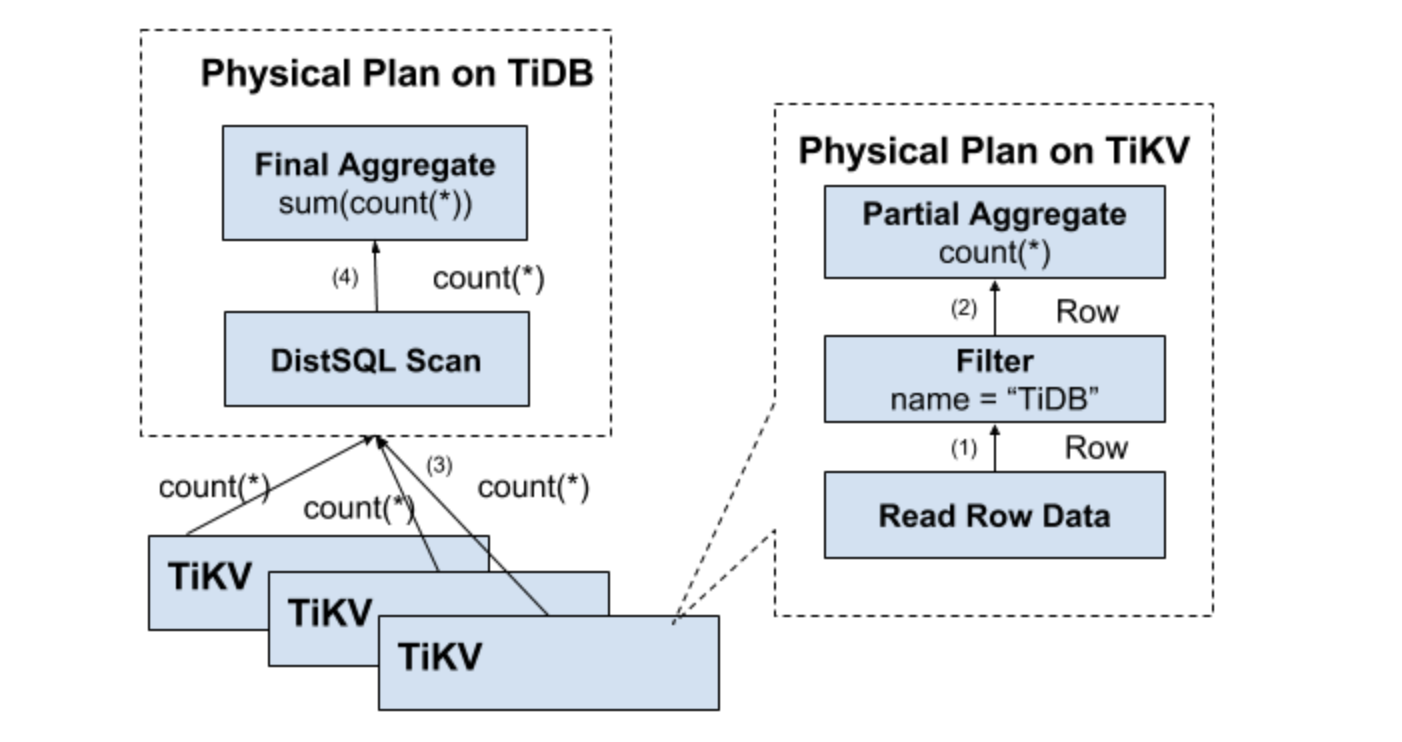 Physical Plan on TiDB
Final Aggregate
sum(count(*))
(4)
count(*)
DistSQL Scan
(3)
count(*)
count(*)
count(*)
TiKV
TiKV
TiKV
Physical Plan on TiKV
Partial Aggregate
count(*)
(2)
Row
Filter
name = “TiDB”
(1)
Row
Read Row Data